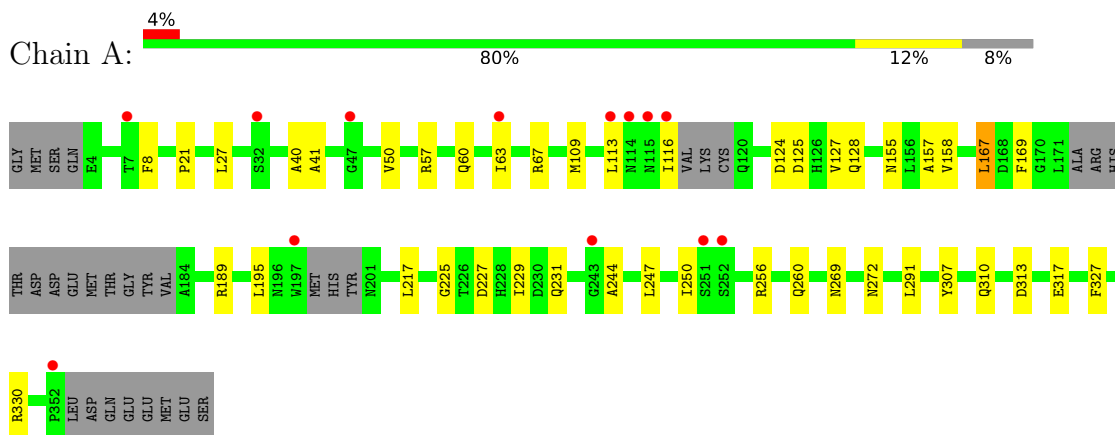 4%
Chain A:
80% 12% 8%
GLY MET SER GLN E4 T7 F8 P21 L27 S32 A40 A41 G47 V50 R57 Q60 I63 R67 M109 L113 N114 N115 I116 VAL LYS CYS Q120 D124 D125 H126 V127 Q128 N155 L156 A157 V158 L167 D168 F169 G170 L171 ALA ARG HIS
THR ASP ASP GLU MET THR GLY TYR VAL A184 R189 L195 N196 W197 MET HIS TYR N201 L217 G225 T226 D227 H228 I229 D230 Q231 G243 A244 L247 I250 S251 S252 R256 Q260 N269 N272 L291 Y307 Q310 D313 E317 F327
R330 P352 LEU ASP GLN GLU GLU MET GLU SER